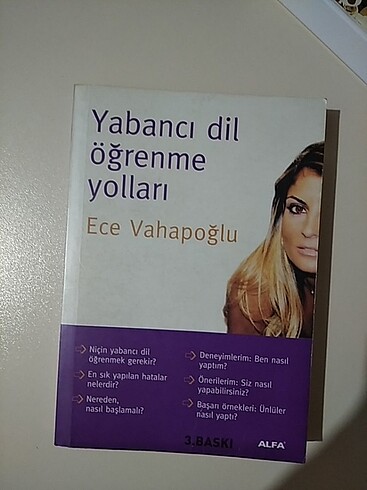 Yabancı dil
öğrenme
yolları
Ece Vahapoğlu
Niçin yabancı dil
öğrenmek gerekir?
En sık yapılan hatalar
nelerdir?
Nereden,
nasıl başlamalı?
Deneyimlerim: Ben nasıl
yaptım?
Önerilerim: Siz nasıl
yapabilirsiniz?
Başarı örnekleri: Ünlüler
nasıl yaptı?
3.BASKI
ALFA